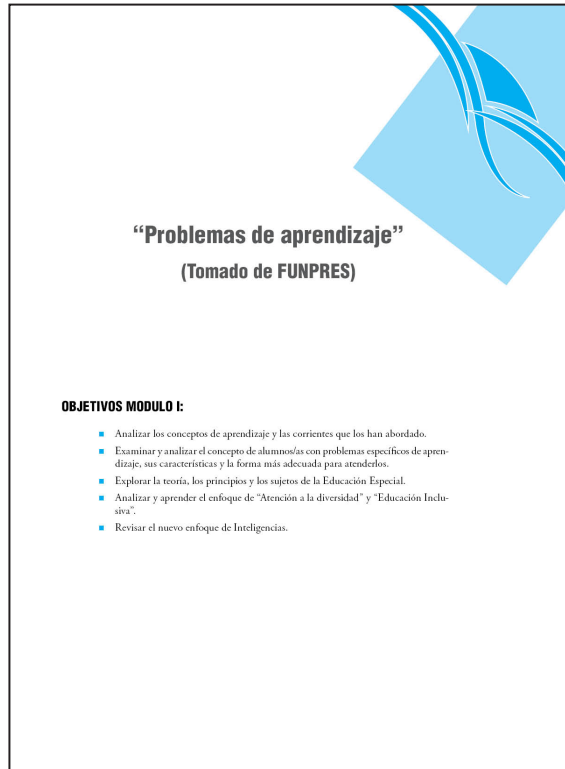 “Problemas de aprendizaje”
(Tomado de FUNPRES)
OBJETIVOS MODULO I:
Analizar los conceptos de aprendizaje y las corrientes que los han abordado.
Examinar y analizar el concepto de alumnos/as con problemas específicos de apren-
dizaje, sus características y la forma más adecuada para atenderlos.
Explorar la teoría, los principios y los sujetos de la Educación Especial.
Analizar y aprender el enfoque de “Atención a la diversidad” y “Educación Inclu-
siva”.
Revisar el nuevo enfoque de Inteligencias.